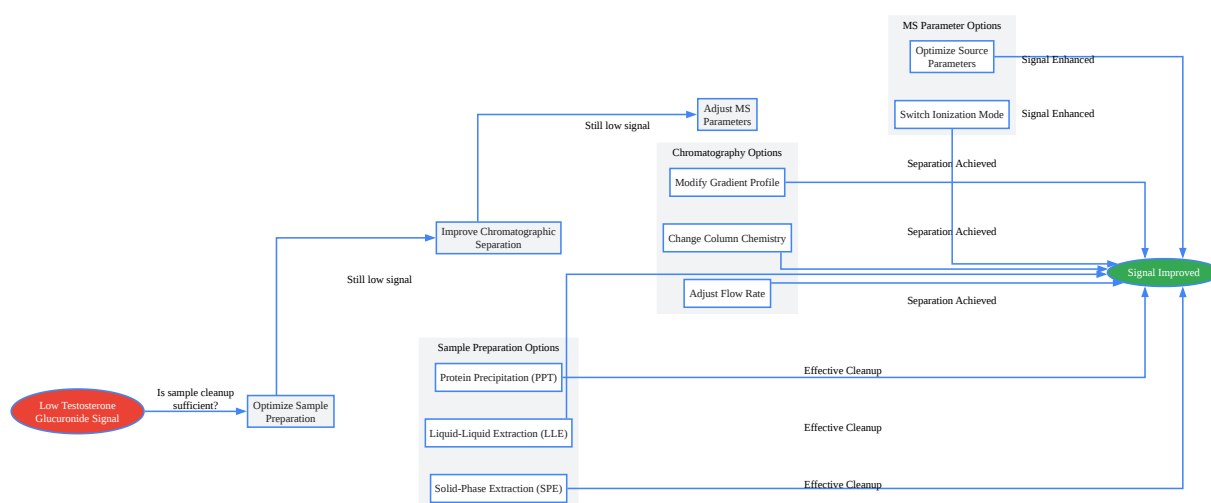 MS Parameter Options
Optimize Source
Parameters
Signal Enhanced
Switch Ionization Mode
Signal Enhanced
Adjust MS
Parameters
Still low signal
Chromatography Options
Modify Gradient Profile
Separation Achieved
Change Column Chemistry
Separation Achieved
Adjust Flow Rate
Separation Achieved
Improve Chromatographic
Separation
Still low signal
Signal Improved
Sample Preparation Options
Protein Precipitation (PPT)
Effective Cleanup
Liquid-Liquid Extraction (LLE)
Effective Cleanup
Solid-Phase Extraction (SPE)
Effective Cleanup
Low Testosterone
Glucuronide Signal
Is sample cleanup
sufficient?
Optimize Sample
Preparation